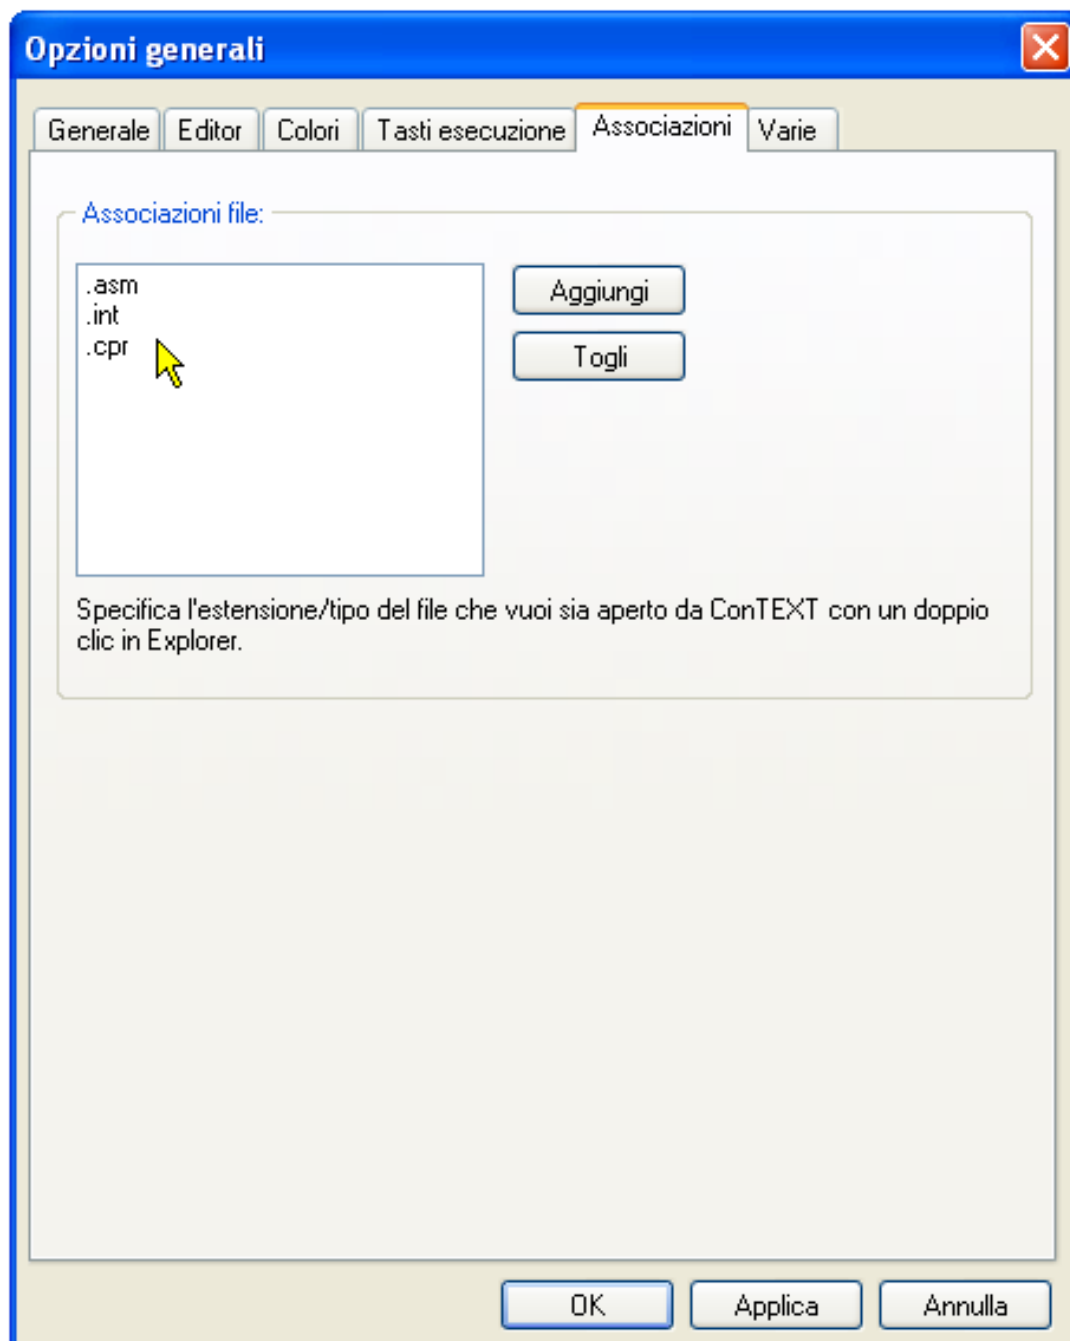 Opzioni generali
Generale Editor Colori Tasti esecuzione Associazioni Varie
Associazioni file:
.asm
.int
.cpr
Aggiungi
Togli
Specifica l'estensione/tipo del file che vuoi sia aperto da ConTEXT con un doppio
clic in Explorer.
OK Applica Annulla